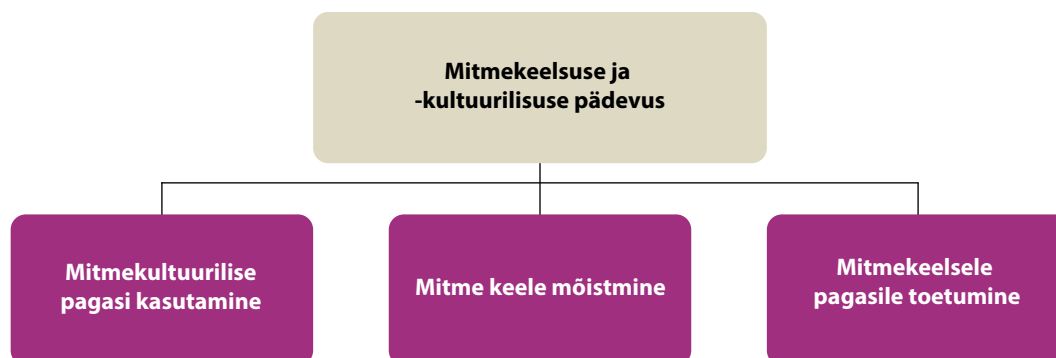 Mitmekeelsuse ja
-kultuurilisuse pädevus
Mitmekultuurilise
pagasi kasutamine
Mitme keele mõistmine
Mitmekeelsele
pagasile toetumine